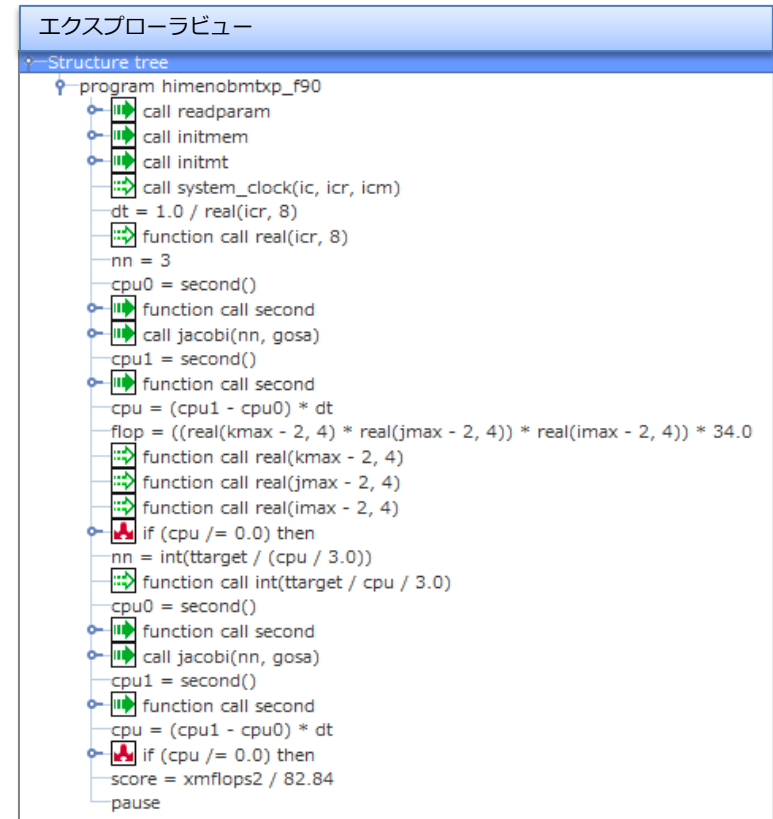 エクスプローラビュー
Structure tree
program himenobmtxp_f90
call readparam
call initmem
call initmt
call system_clock(ic, icr, icm)
dt = 1.0 / real(icr, 8)
function call real(icr, 8)
nn = 3
cpu0 = second()
function call second
call jacobi(nn, gosa)
cpu1 = second()
function call second
cpu = (cpu1 - cpu0) * dt
flop = ((real(kmax - 2, 4) * real(jmax - 2, 4)) * real(imax - 2, 4)) * 34.0
function call real(kmax - 2, 4)
function call real(jmax - 2, 4)
function call real(imax - 2, 4)
if (cpu /= 0.0) then
nn = int(ttarget / (cpu / 3.0))
function call int(ttarget / cpu / 3.0)
cpu0 = second()
function call second
call jacobi(nn, gosa)
cpu1 = second()
function call second
cpu = (cpu1 - cpu0) * dt
if (cpu /= 0.0) then
score = xmflops2 / 82.84
pause